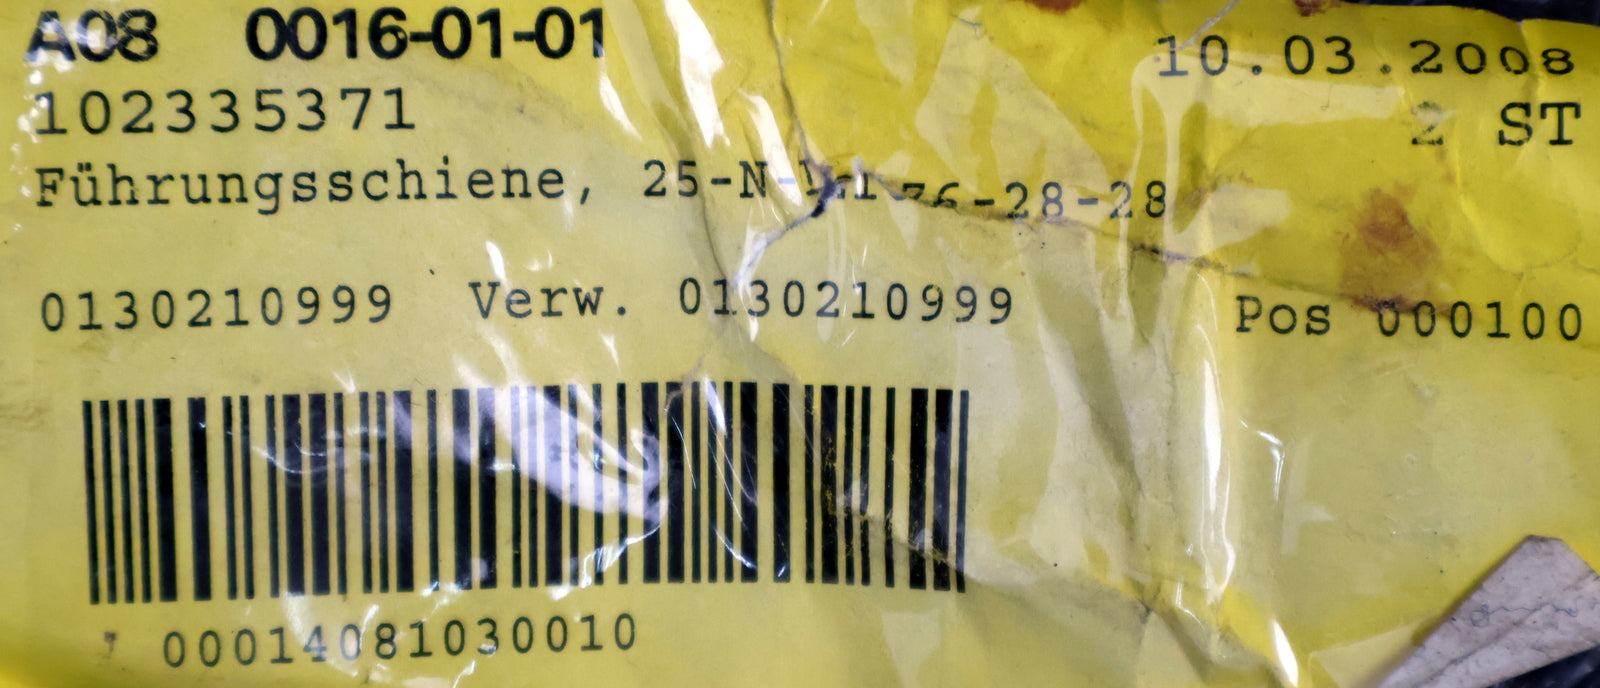 A08 0016-01-01 10.03.2008
102335371 2 ST
Führungsschiene, 25-N 6-28-28
0130210999 Verw. 0130210999 Pos 000100
00014081030010